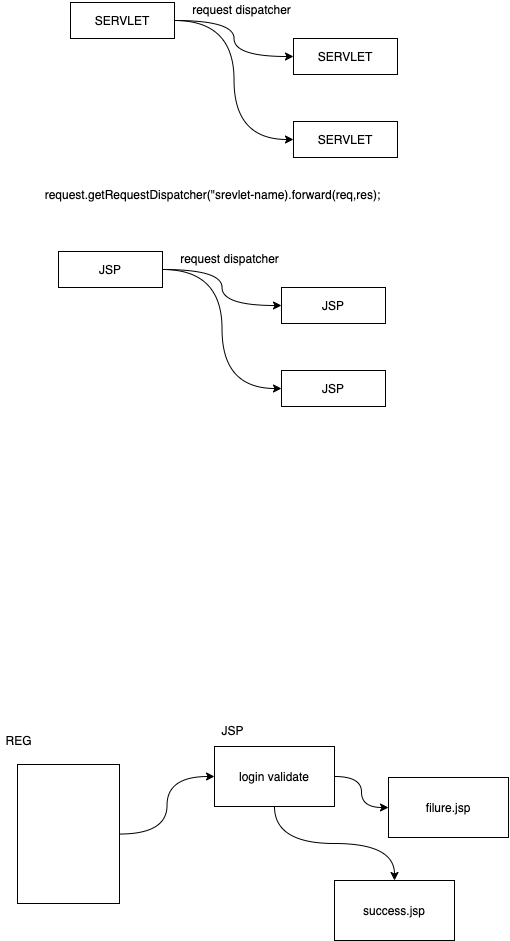 request dispatcher
SERVLET
SERVLET
SERVLET
request.getRequestDispatcher("srevlet-name).forward(req,res);
request dispatcher
JSP
JSP
JSP
JSP
REG
login validate
filure.jsp
success.jsp